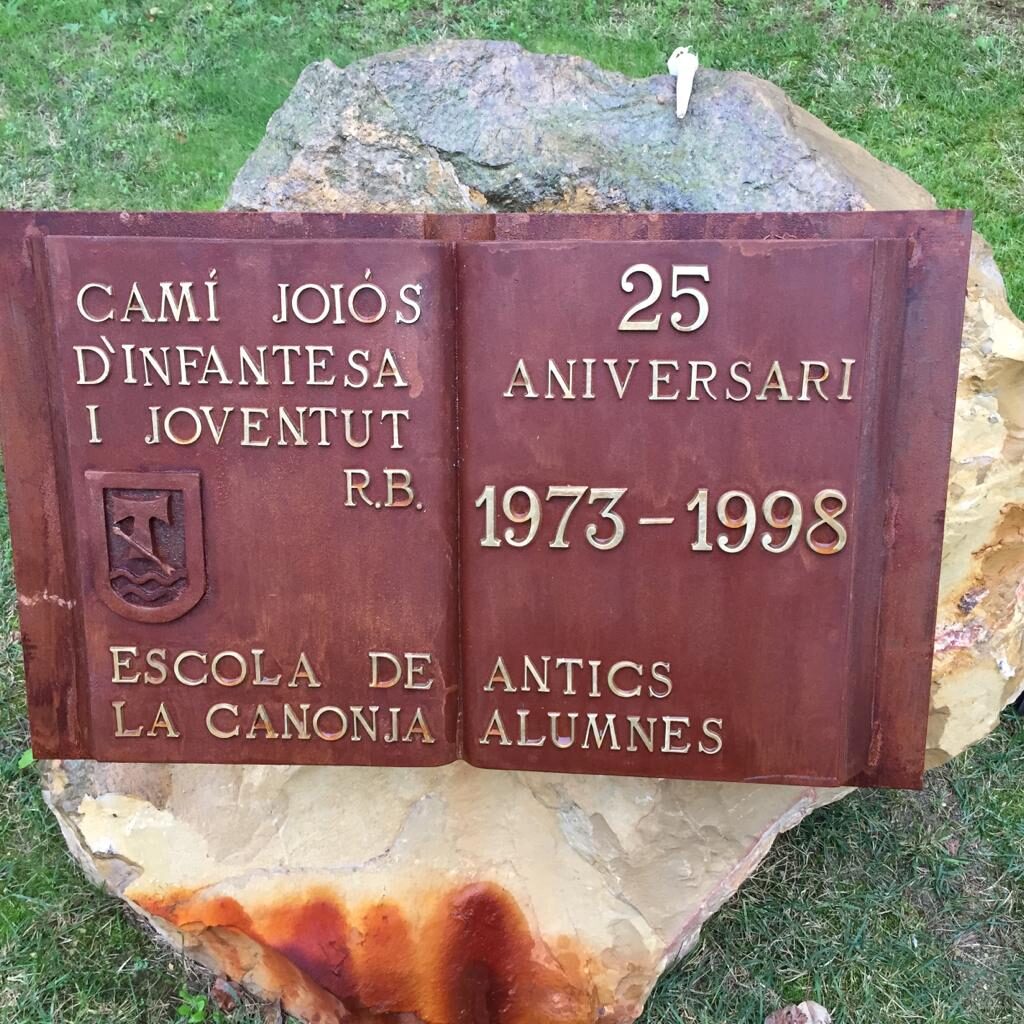 CAMÍ JOIÓS
D'INFANTESA
I JOVENTUT
R.B.
ESCOLA DE
LA CANONJA
25
ANIVERSARI
1973-1998
ANTICS
ALUMNES